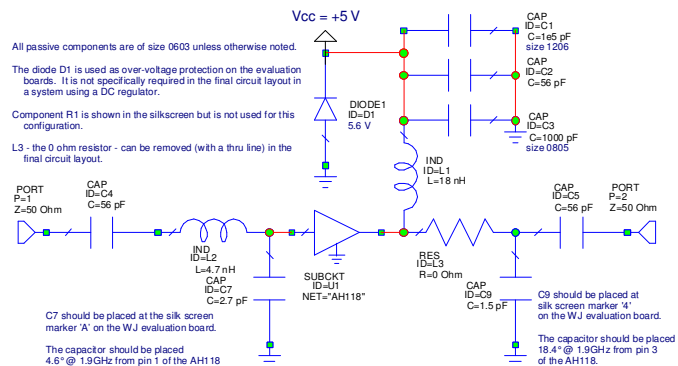 Vcc = +5 V
CAP
ID=C1
C=1e5 pF
size 1206
All passive components are of size 0603 unless otherwise noted.
The diode D1 is used as over-voltage protection on the evaluation
boards. It is not specifically required in the final circuit layout in
a system using a DC regulator.
Component R1 is shown in the silkscreen but is not used for this
configuration.
L3 - the 0 ohm resistor - can be removed (with a thru line) in the
final circuit layout.
CAP
ID=C2
C=56 pF
DIODE1
ID=D1
5.6 V
CAP
ID=C3
C=1000 pF
size 0805
IND
ID=L1
L=18 nH
PORT
P=1
Z=50 Ohm
CAP
ID=C4
C=56 pF
CAP
ID=C5
C=56 pF
PORT
P=2
Z=50 Ohm
IND
ID=L2
L=4.7 nH
CAP
ID=C7
C=2.7 pF
SUBCKT
ID=U1
NET="AH118"
RES
ID=L3
R=0 Ohm
CAP
ID=C9
C=1.5 pF
C7 should be placed at the silk screen
marker 'A' on the WJ evaluation board.
The capacitor should be placed
4.6° @ 1.9GHz from pin 1 of the AH118
C9 should be placed at
silk screen marker '4'
on the WJ evaluation board.
The capacitor should be placed
18.4° @ 1.9GHz from pin 3
of the AH118.